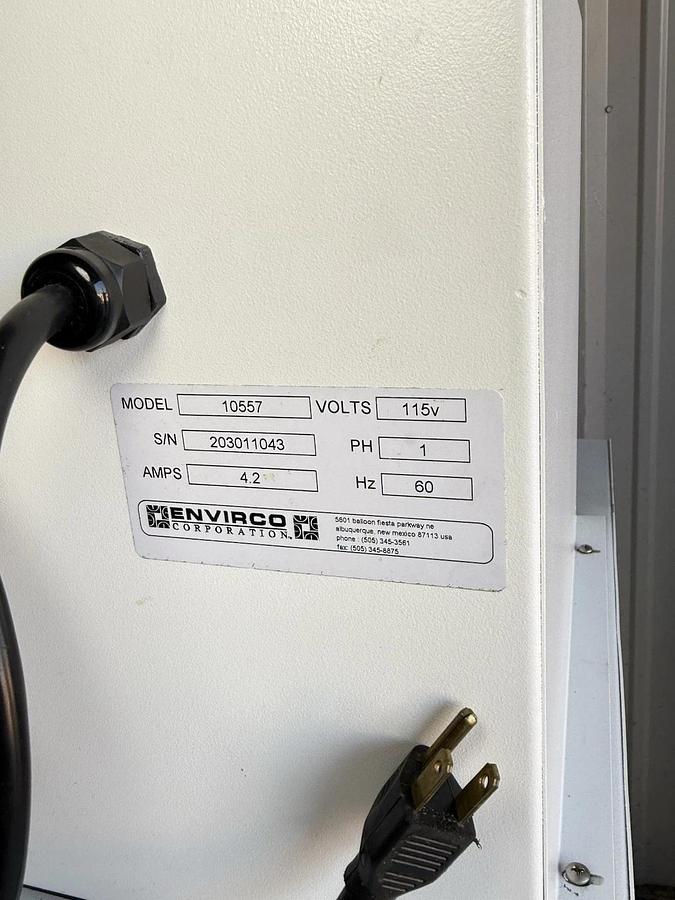 MODEL 10557 VOLTS 115v
S/N 203011043 PH 1
AMPS 4.2 Hz 60
ENVIRCO
CORPORATION™
5601 balloon fiesta parkway ne
albuquerque, new mexico 87113 usa
phone : (505) 345-3561
fax: (505) 345-8875